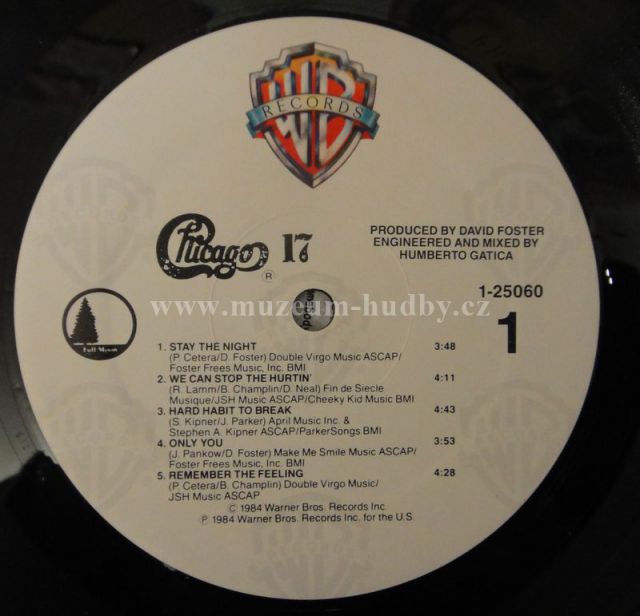 WB
RECORDS
Chicago 17
®
PRODUCED BY DAVID FOSTER
ENGINEERED AND MIXED BY
HUMBERTO GATICA
1-25060
1
Full Moon
www.muzeum-hudby.cz
1. STAY THE NIGHT 3:48
(P. Cetera/D. Foster) Double Virgo Music ASCAP/
Foster Frees Music, Inc. BMI
2. WE CAN STOP THE HURTIN' 4:11
(R. Lamm/B. Champlin/D. Neal) Fin de Siecle
Musique/JSH Music ASCAP/Cheeky Kid Music BMI
3. HARD HABIT TO BREAK 4:43
(S. Kipner/J. Parker) April Music Inc. &
Stephen A. Kipner ASCAP/ParkerSongs BMI
4. ONLY YOU 3:53
(J. Pankow/D. Foster) Make Me Smile Music ASCAP/
Foster Frees Music, Inc. BMI
5. REMEMBER THE FEELING 4:28
(P. Cetera/B. Champlin) Double Virgo Music/
JSH Music ASCAP
© 1984 Warner Bros. Records Inc.
℗ 1984 Warner Bros. Records Inc. for the U.S.